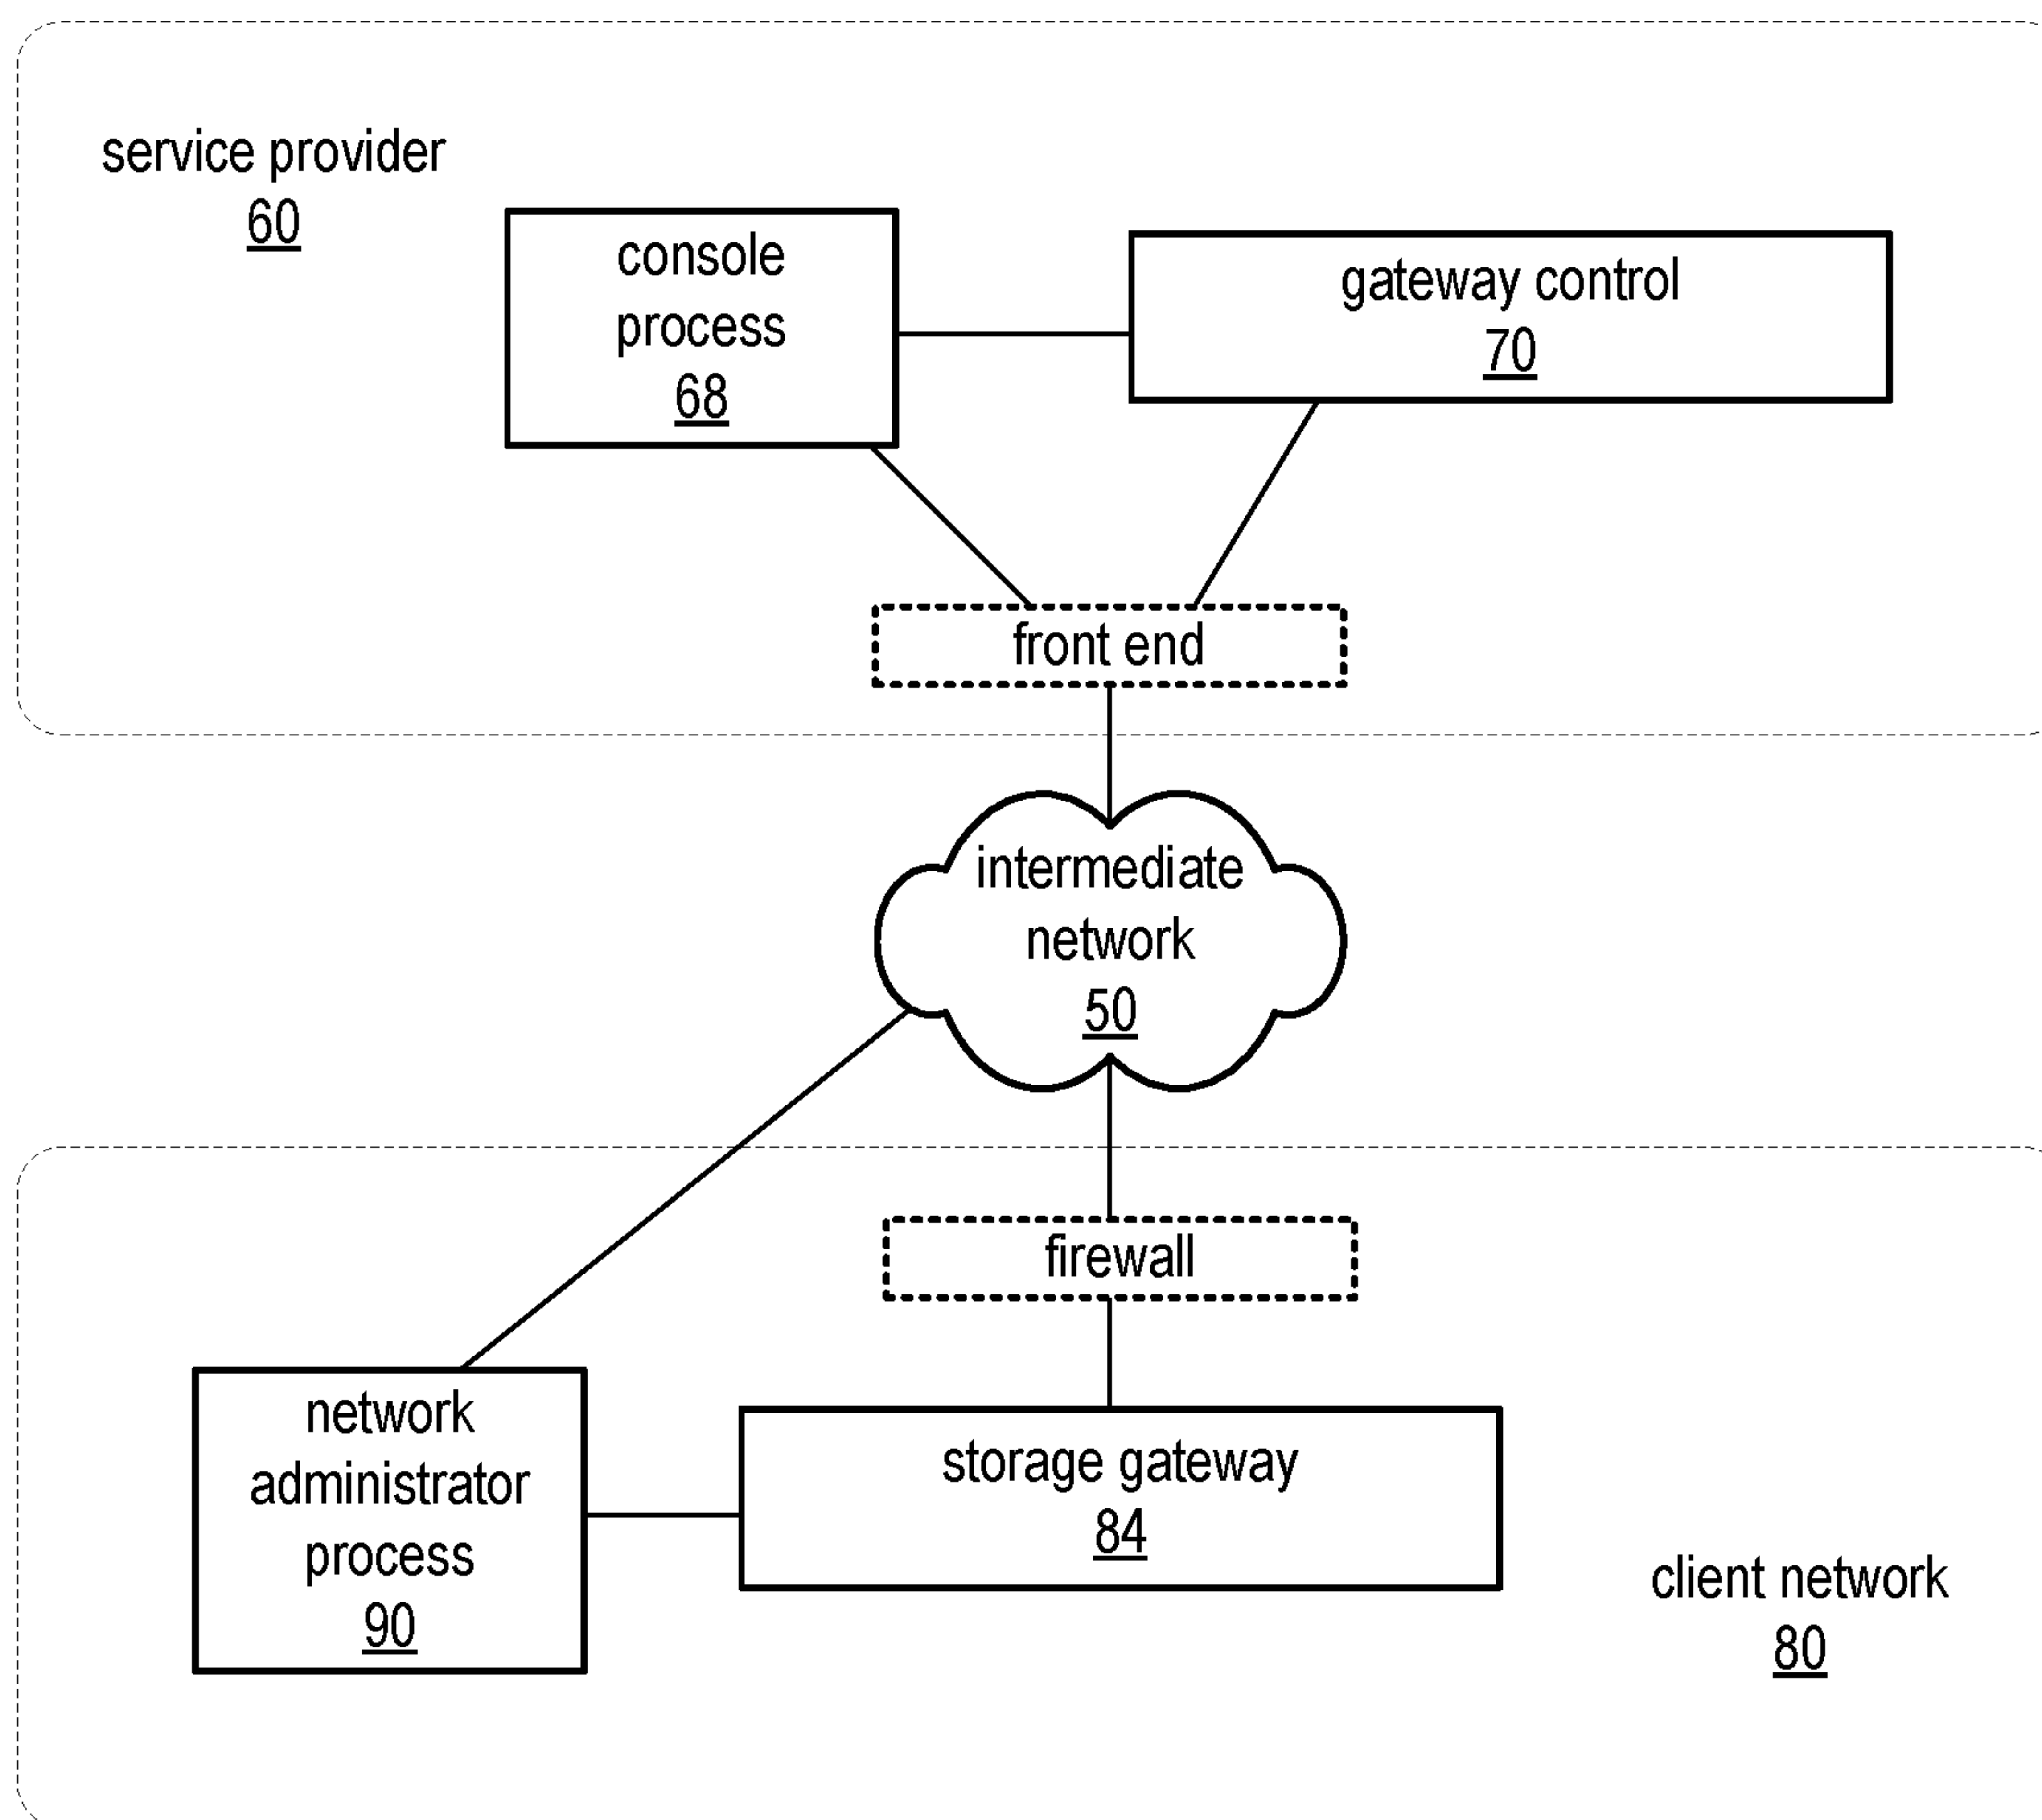 service provider
60
console
process
68
gateway control
70
front end
intermediate
network
50
firewall
network
administrator
process
90
storage gateway
84
client network
80